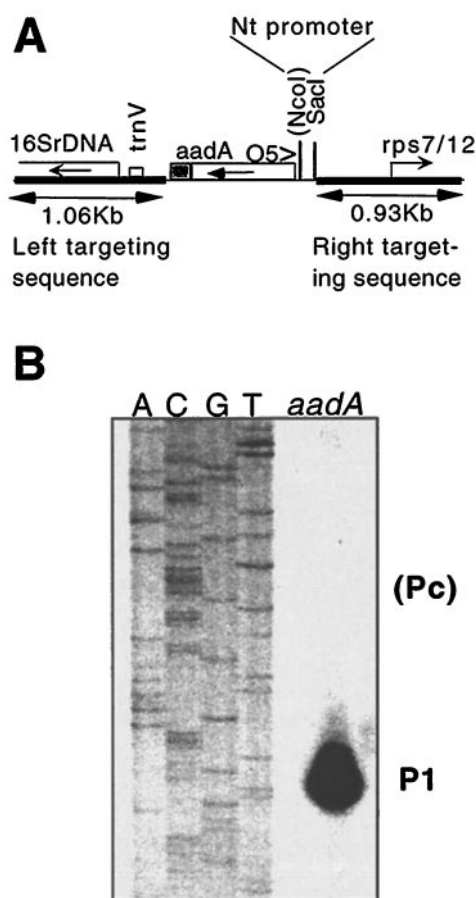 A
Nt promoter
(NcoI)
SacI
16SrDNA
trnV
aadA
O5>
rps7/12
1.06Kb
0.93Kb
Left targeting
sequence
Right target-
ing sequence
B
A C G T aadA
(Pc)
P1